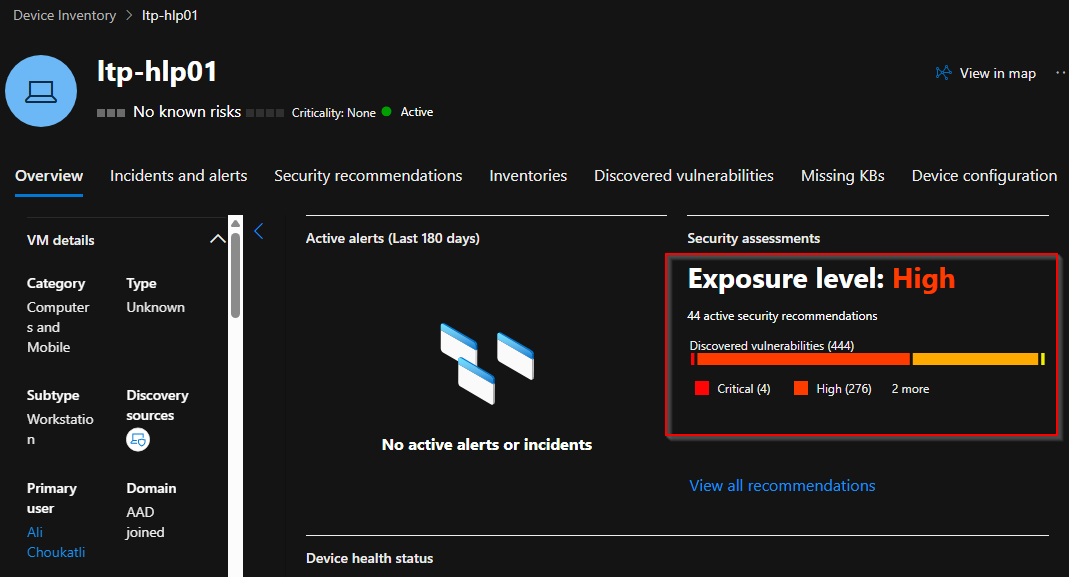 Device Inventory > ltp-hlp01
ltp-hlp01
View in map
No known risks
Criticality: None
Active
Overview
Incidents and alerts
Security recommendations
Inventories
Discovered vulnerabilities
Missing KBs
Device configuration
VM details
Category
Computer
s and
Mobile
Type
Unknown
Subtype
Workstatio
n
Discovery
sources
Primary
user
Ali
Choukatli
Domain
AAD
joined
Active alerts (Last 180 days)
No active alerts or incidents
Security assessments
Exposure level: High
44 active security recommendations
Discovered vulnerabilities (444)
Critical (4)
High (276)
2 more
View all recommendations
Device health status